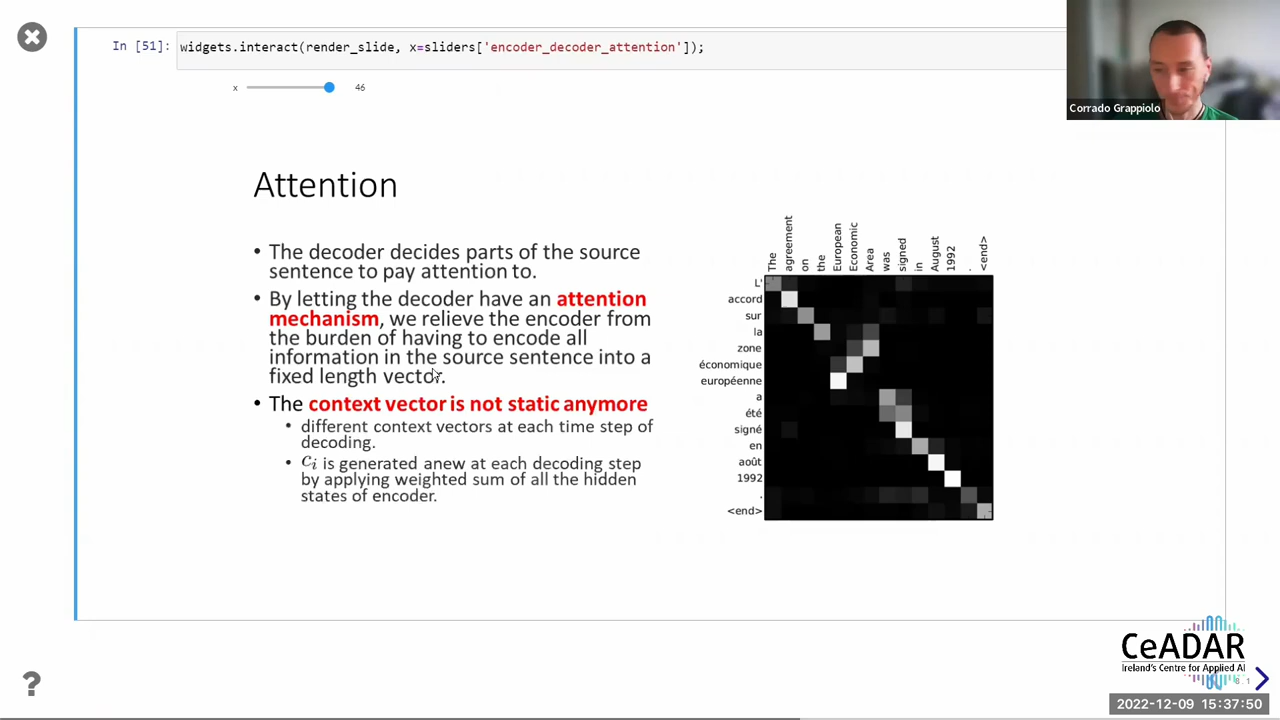 In [51]: widgets.interact(render_slide, x=sliders['encoder_decoder_attention']);
x 46
Corrado Grappiolo
Attention
• The decoder decides parts of the source
sentence to pay attention to.
• By letting the decoder have an attention
mechanism, we relieve the encoder from
the burden of having to encode all
information in the source sentence into a
fixed length vector.
• The context vector is not static anymore
• different context vectors at each time step of
decoding.
• ci is generated anew at each decoding step
by applying weighted sum of all the hidden
states of encoder.
The agreement on the European Economic Area was signed in August 1992 . <end>
L'
accord
sur
la
zone
économique
européenne
a
été
signé
en
août
1992
.
<end>
CeADAR
Ireland's Centre for Applied AI
8.1
?
2022-12-09 15:37:50